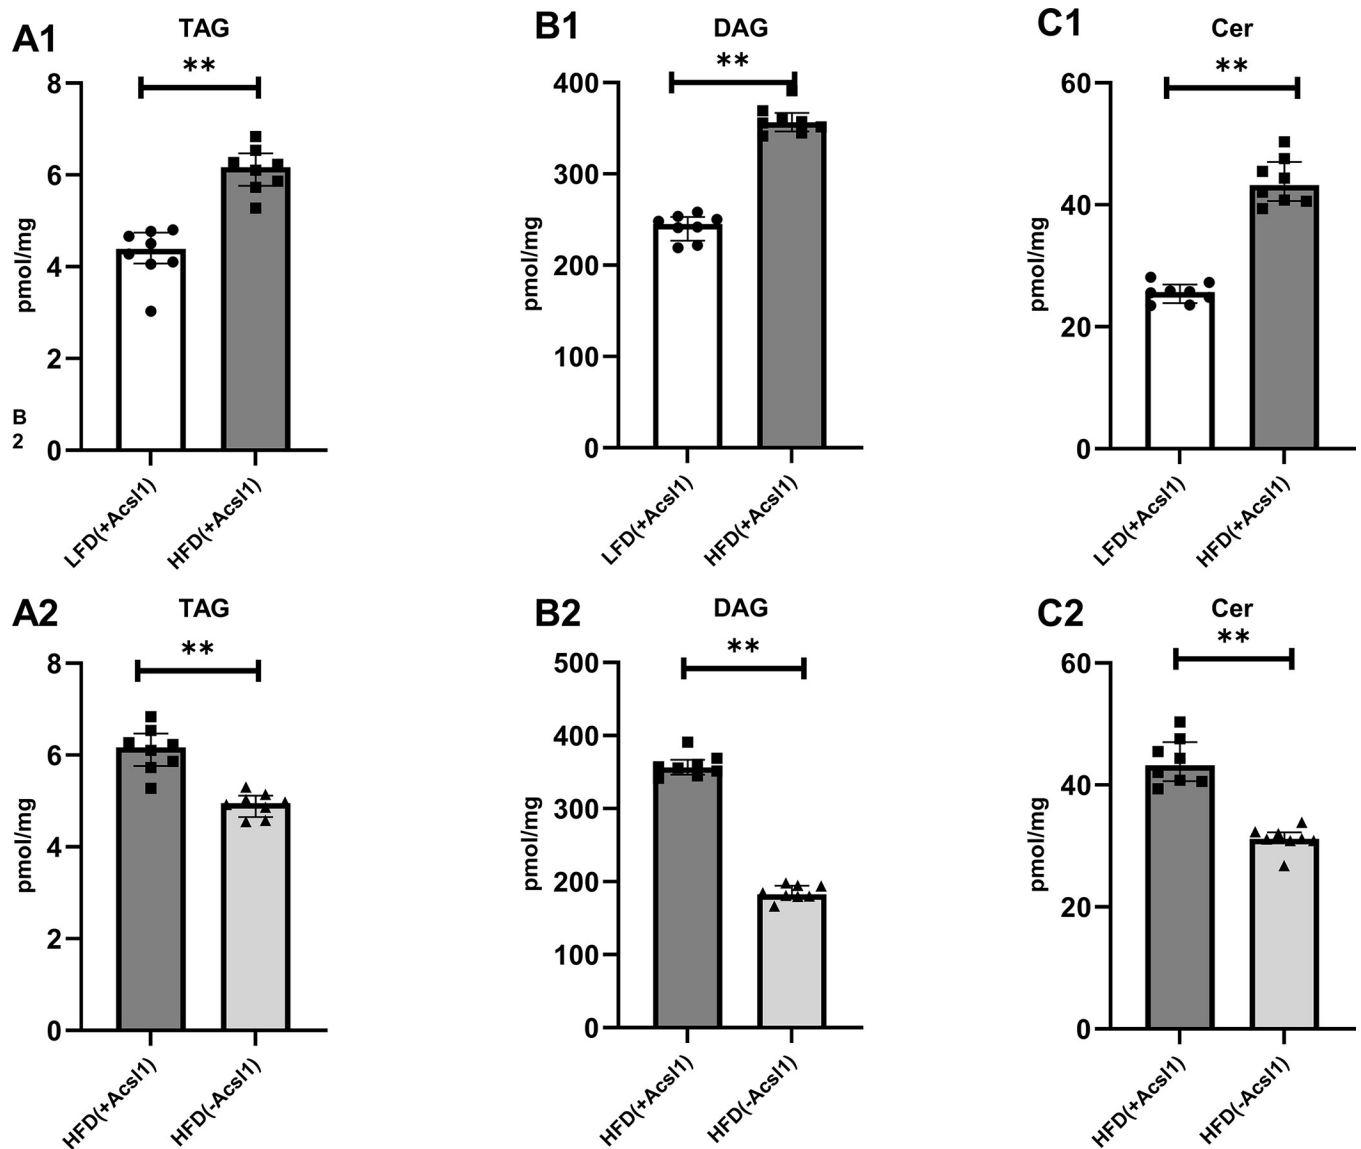 A1
TAG
**
8
6
4
2
0
pmol/mg
B
2
LFD(+Acsl1)
HFD(+Acsl1)
B1
DAG
**
400
300
200
100
0
pmol/mg
LFD(+Acsl1)
HFD(+Acsl1)
C1
Cer
**
60
40
20
0
pmol/mg
LFD(+Acsl1)
HFD(+Acsl1)
A2
TAG
**
8
6
4
2
0
pmol/mg
HFD(+Acsl1)
HFD(-Acsl1)
B2
DAG
**
500
400
300
200
100
0
pmol/mg
HFD(+Acsl1)
HFD(-Acsl1)
C2
Cer
**
60
40
20
0
pmol/mg
HFD(+Acsl1)
HFD(-Acsl1)